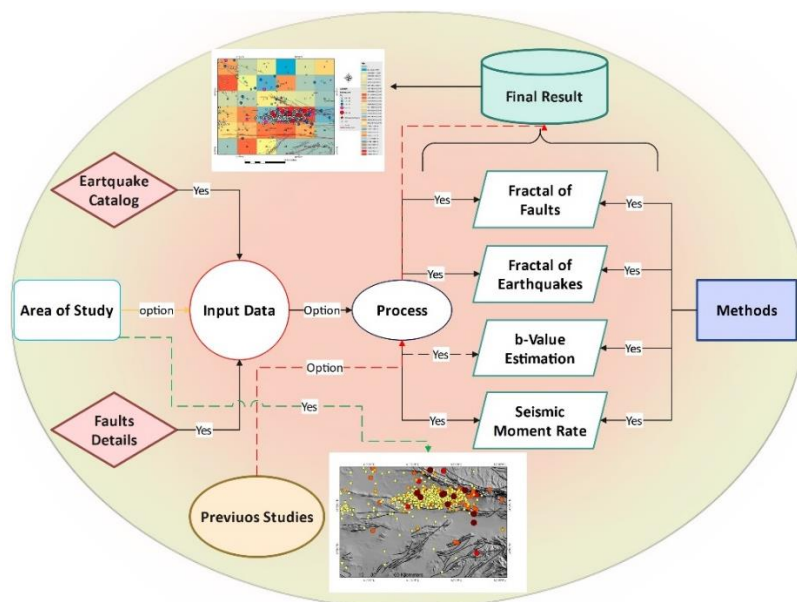 Final Result
Eartquake
Catalog
Yes
Fractal of
Faults
Yes
Yes
Fractal of
Earthquakes
Yes
Yes
Area of Study
option
Input Data
Option
Process
Methods
b-Value
Estimation
Yes
Yes
Option
Faults
Details
Yes
Yes
Seismic
Moment Rate
Yes
Yes
Previuos Studies